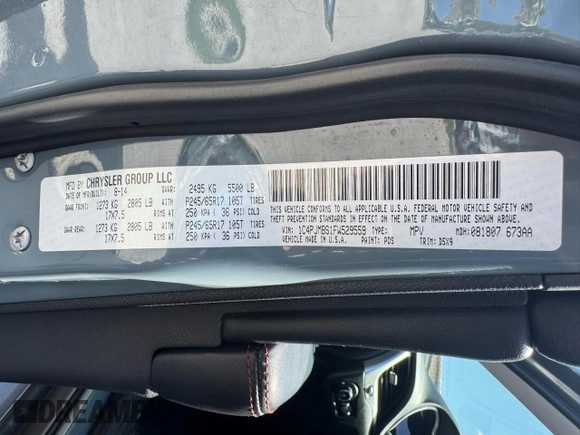 MFD BY CHRYSLER GROUP LLC
DATE OF MFR(BUILT): 8-14 GVWR: 2495 KG 5500 LB
GAWR FRONT: 1273 KG 2805 LB WITH P245/65R17 105T TIRES
17X7.5 RIMS AT 250 KPA ( 36 PSI) COLD
GAWR REAR: 1273 KG 2805 LB WITH P245/65R17 105T TIRES
17X7.5 RIMS AT 250 KPA ( 36 PSI) COLD
THIS VEHICLE CONFORMS TO ALL APPLICABLE U.S.A. FEDERAL MOTOR VEHICLE SAFETY AND
THEFT PREVENTION STANDARDS IN EFFECT ON THE DATE OF MANUFACTURE SHOWN ABOVE.
VIN: 1C4PJMBS1FW529559 TYPE: MPV MDH: 081807 673AA
VEHICLE MADE IN U.S.A. PAINT: PDS TRIM: D5X9